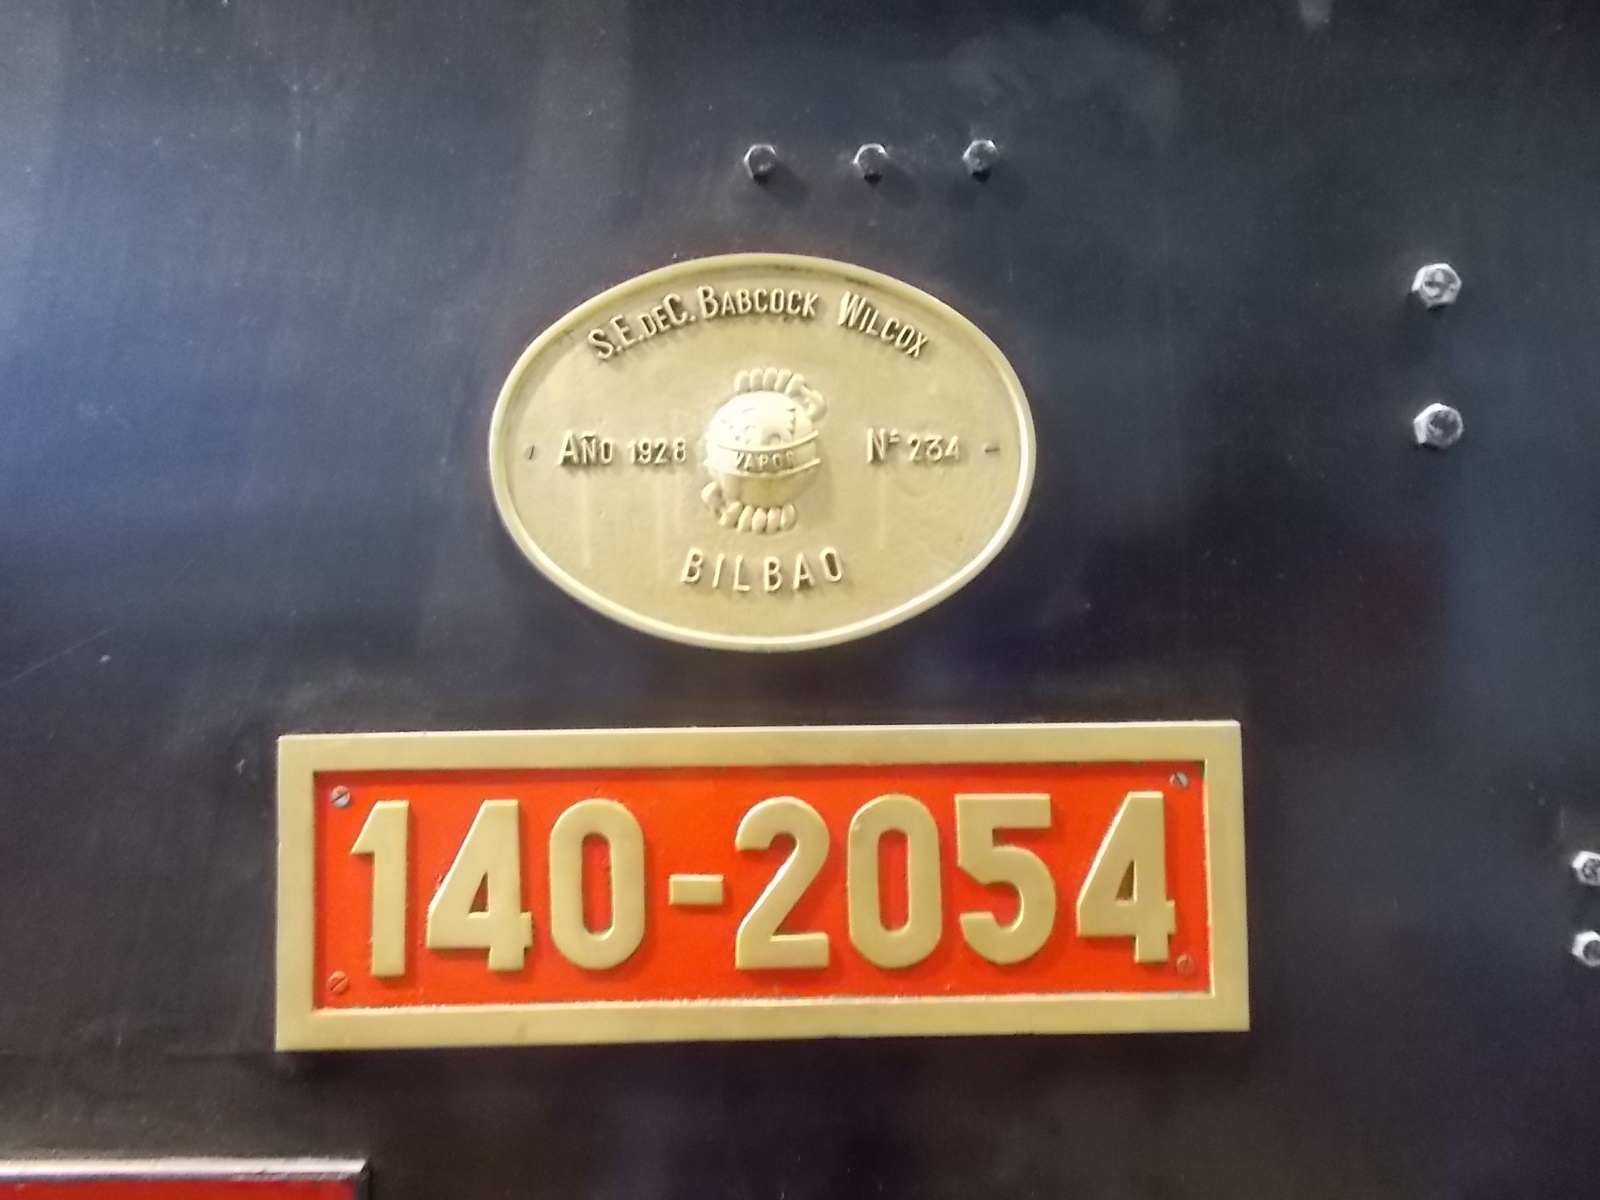 S.E. DE C. BABCOCK WILCOX
AÑO 1928
VAPOR
Nº 234
BILBAO
140-2054